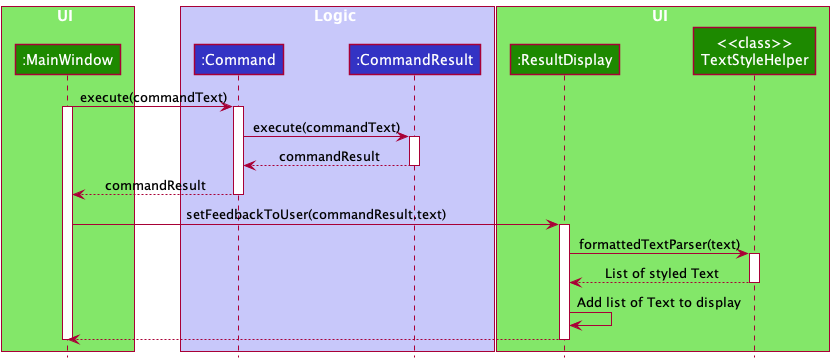 UI
Logic
UI
:MainWindow
:Command
:CommandResult
:ResultDisplay
<<class>>
TextStyleHelper
execute(commandText)
execute(commandText)
commandResult
commandResult
setFeedbackToUser(commandResult,text)
formattedTextParser(text)
List of styled Text
Add list of Text to display